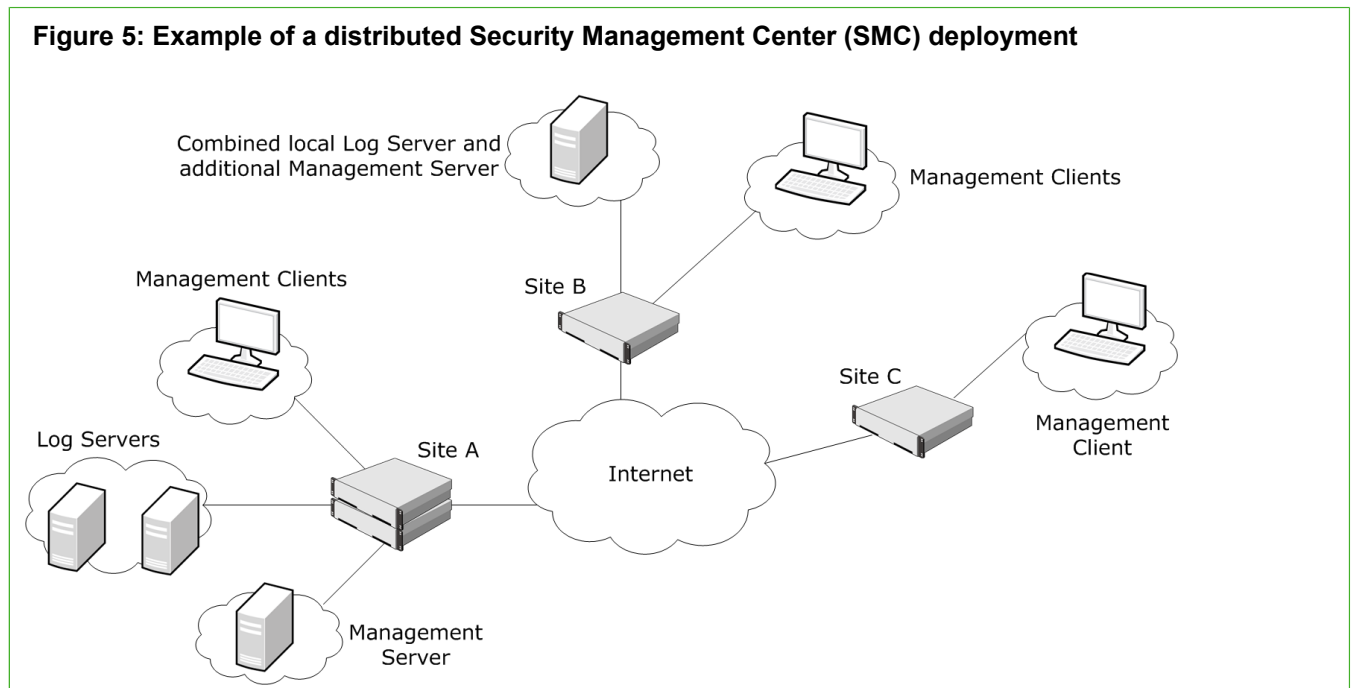 Figure 5: Example of a distributed Security Management Center (SMC) deployment
Combined local Log Server and
additional Management Server
Management Clients
Management Clients
Site B
Site C
Management
Client
Log Servers
Site A
Internet
Management
Server